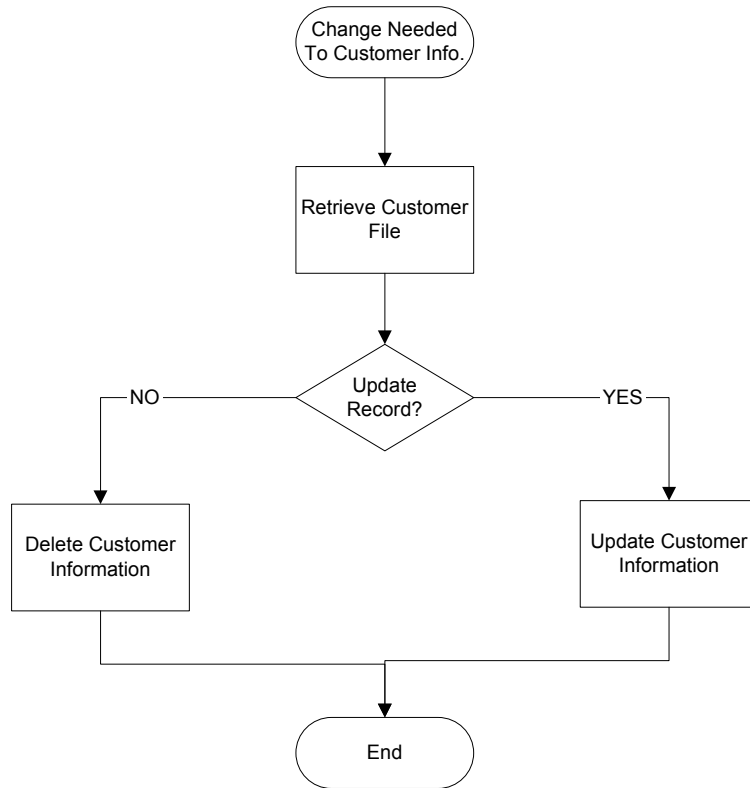 Change Needed
To Customer Info.
Retrieve Customer
File
Update
Record?
NO
YES
Delete Customer
Information
Update Customer
Information
End